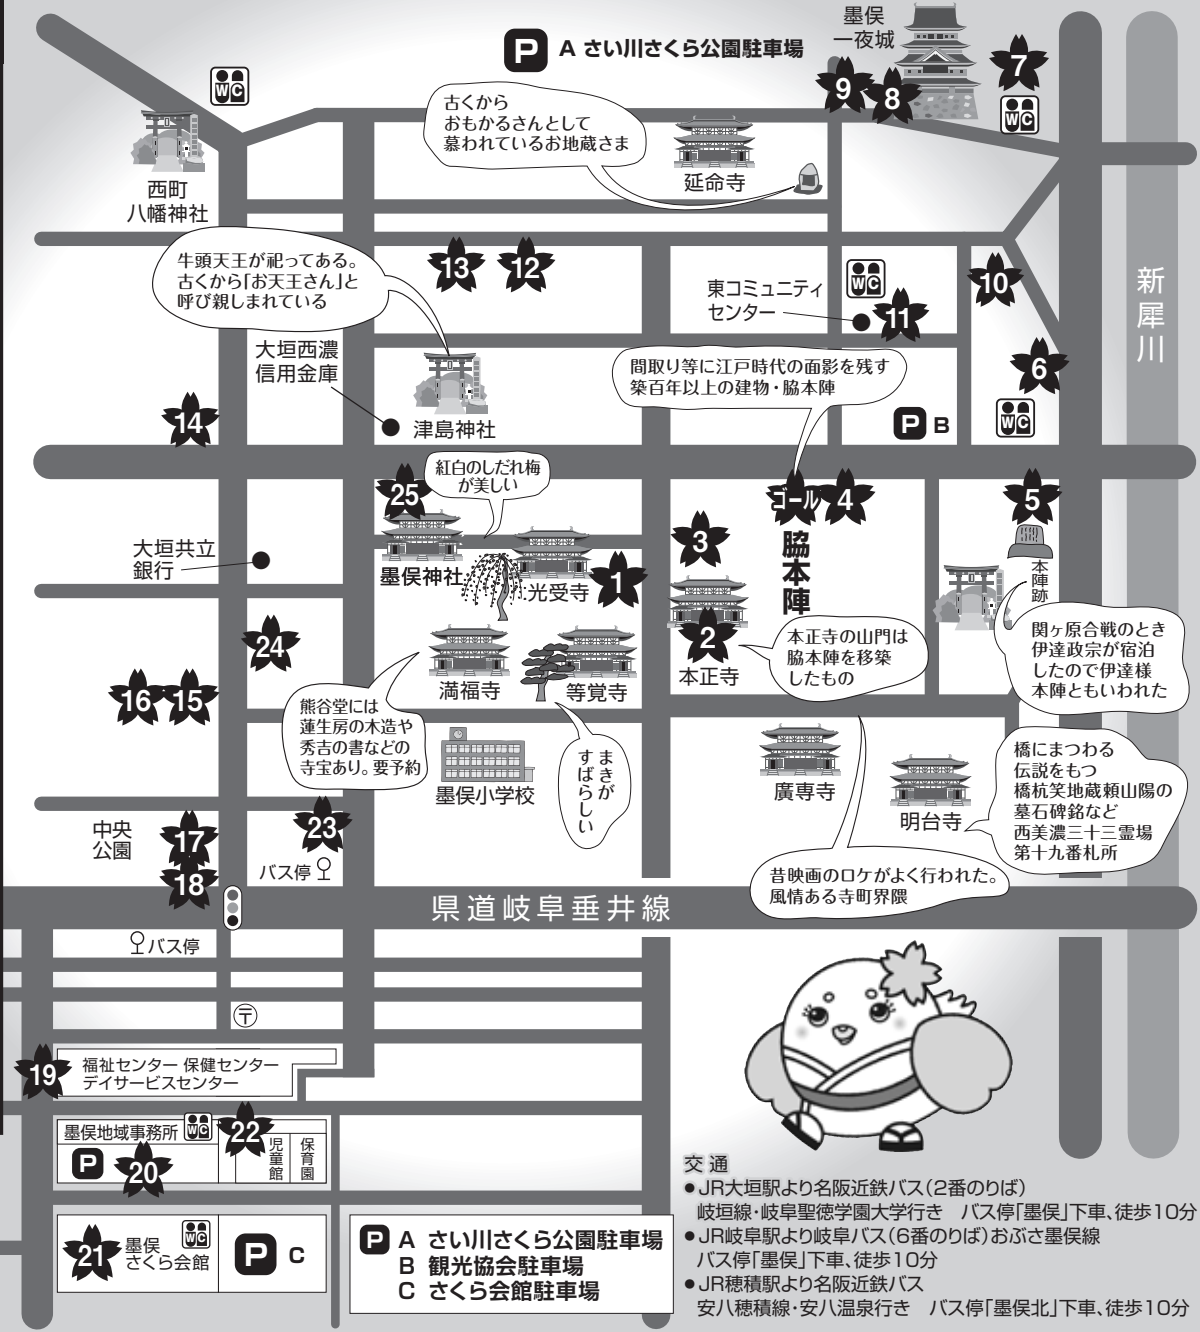 P A さい川さくら公園駐車場
墨俣
一夜城
7
9
8
WC
WC
古くから
おもかるさんとして
慕われているお地蔵さま
延命寺
西町
八幡神社
牛頭天王が祀ってある。
古くから「お天王さん」と
呼び親しまれている
13
12
東コミュニティ
センター
WC
11
10
新犀川
大垣西濃
信用金庫
津島神社
間取り等に江戸時代の面影を残す
築百年以上の建物・脇本陣
6
P B
WC
14
25
紅白のしだれ梅
が美しい
墨俣神社
光受寺
1
3
ゴール
4
脇本陣
5
本陣跡
大垣共立
銀行
2
本正寺
本正寺の山門は
脇本陣を移築
したもの
関ヶ原合戦のとき
伊達政宗が宿泊
したので伊達様
本陣ともいわれた
24
満福寺
等覚寺
16
15
熊谷堂には
蓮生房の木造や
秀吉の書などの
寺宝あり。要予約
墨俣小学校
まきが
すばらしい
廣専寺
明台寺
橋にまつわる
伝説をもつ
橋杭笑地蔵頼山陽の
墓石碑銘など
西美濃三十三霊場
第十九番札所
中央
公園
17
18
23
バス停
昔映画のロケがよく行われた。
風情ある寺町界隈
県道岐阜垂井線
バス停
〒
19
福祉センター 保健センター
デイサービスセンター
墨俣地域事務所
WC
22
P
20
児童館
保育園
21
墨俣
さくら会館
WC
P C
P A さい川さくら公園駐車場
B 観光協会駐車場
C さくら会館駐車場
交通
●JR大垣駅より名阪近鉄バス(2番のりば)
岐垣線・岐阜聖徳学園大学行き バス停「墨俣」下車、徒歩10分
●JR岐阜駅より岐阜バス(6番のりば)おぶさ墨俣線
バス停「墨俣」下車、徒歩10分
●JR穂積駅より名阪近鉄バス
安八穂積線・安八温泉行き バス停「墨俣北」下車、徒歩10分